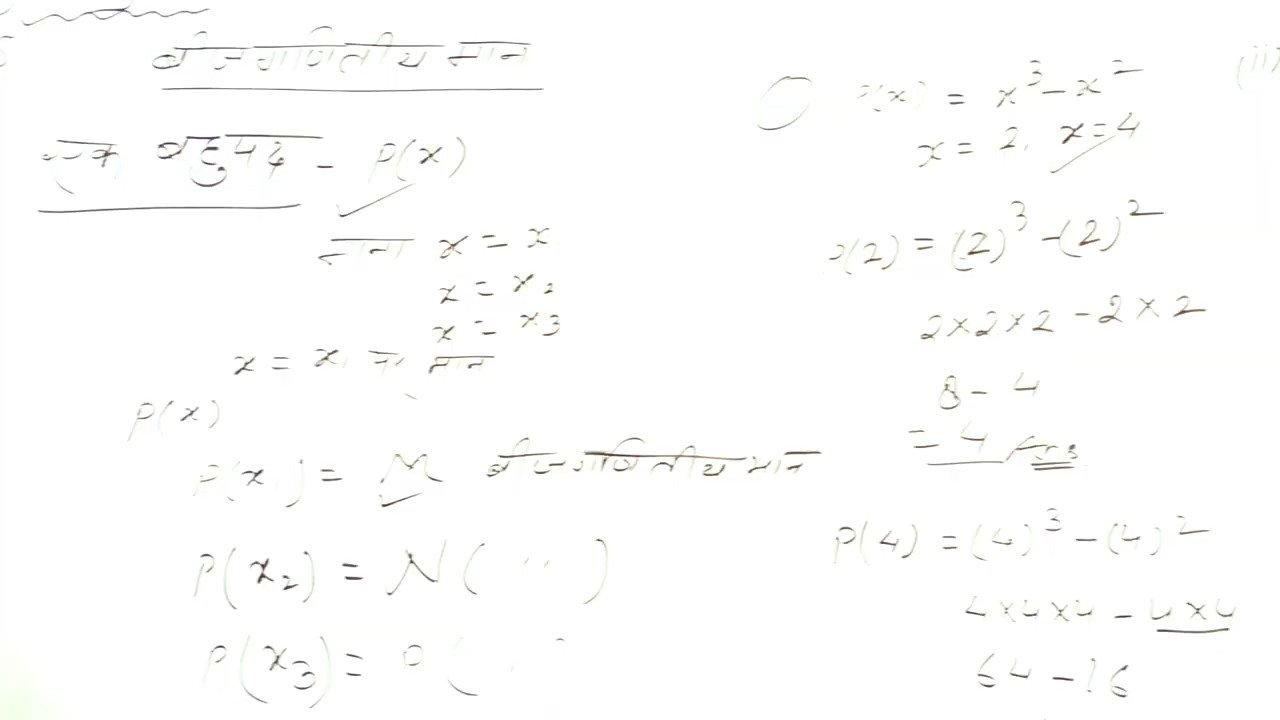 बीजगणितीय मान
एक बहुपद - P(x)
माना x = x
x = x₂
x = x₃
x = x₁ का मान
P(x)
P(x₁) = M बीजगणितीय मान
P(x₂) = N ( '' )
P(x₃) = O (
P(x) = x³ - x²
x = 2, x = 4
P(2) = (2)³ - (2)²
2 × 2 × 2 - 2 × 2
8 - 4
= 4 Ans
P(4) = (4)³ - (4)²
4 × 4 × 4 - 4 × 4
64 - 16
(ii)